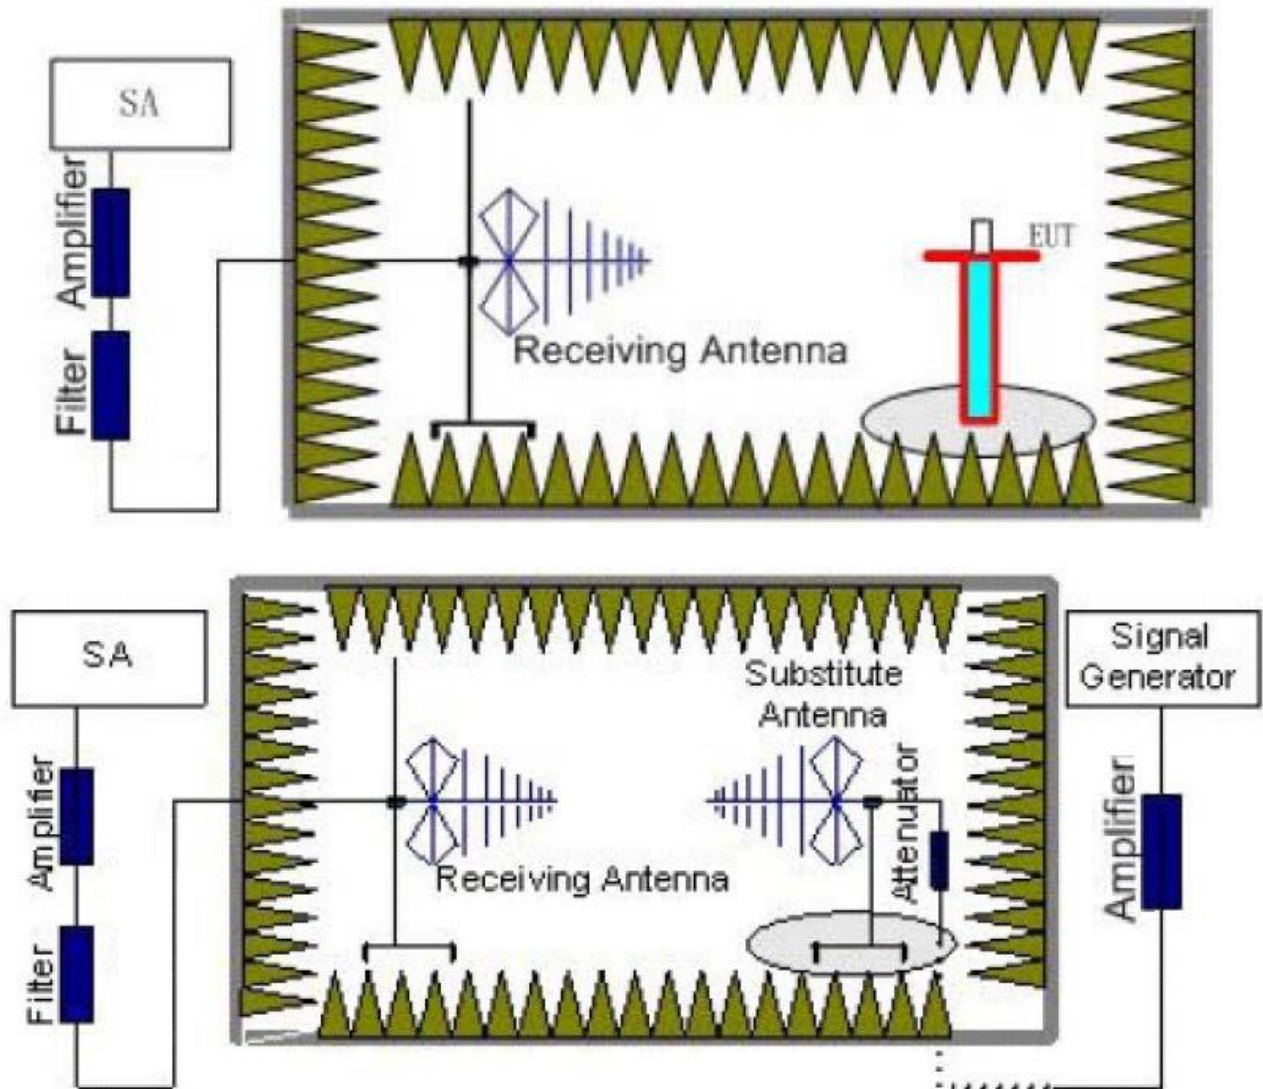 SA
Amplifier
Filter
EUT
Receiving Antenna
SA
Amplifier
Filter
Receiving Antenna
Substitute
Antenna
Attenuator
Signal
Generator
Amplifier